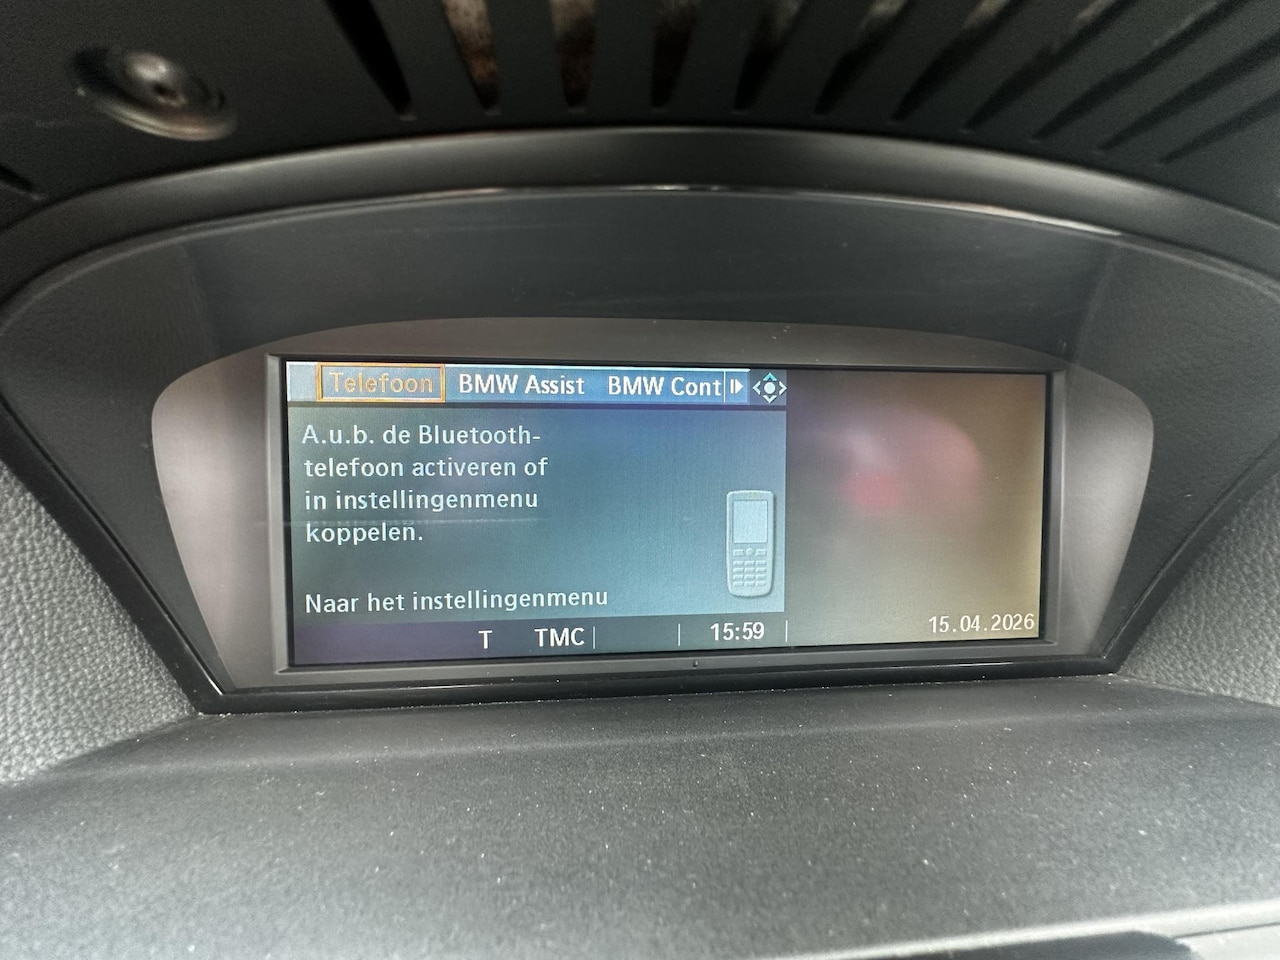 Telefoon BMW Assist BMW Cont
A.u.b. de Bluetooth-
telefoon activeren of
in instellingenmenu
koppelen.
Naar het instellingenmenu
T TMC 15:59 15.04.2026